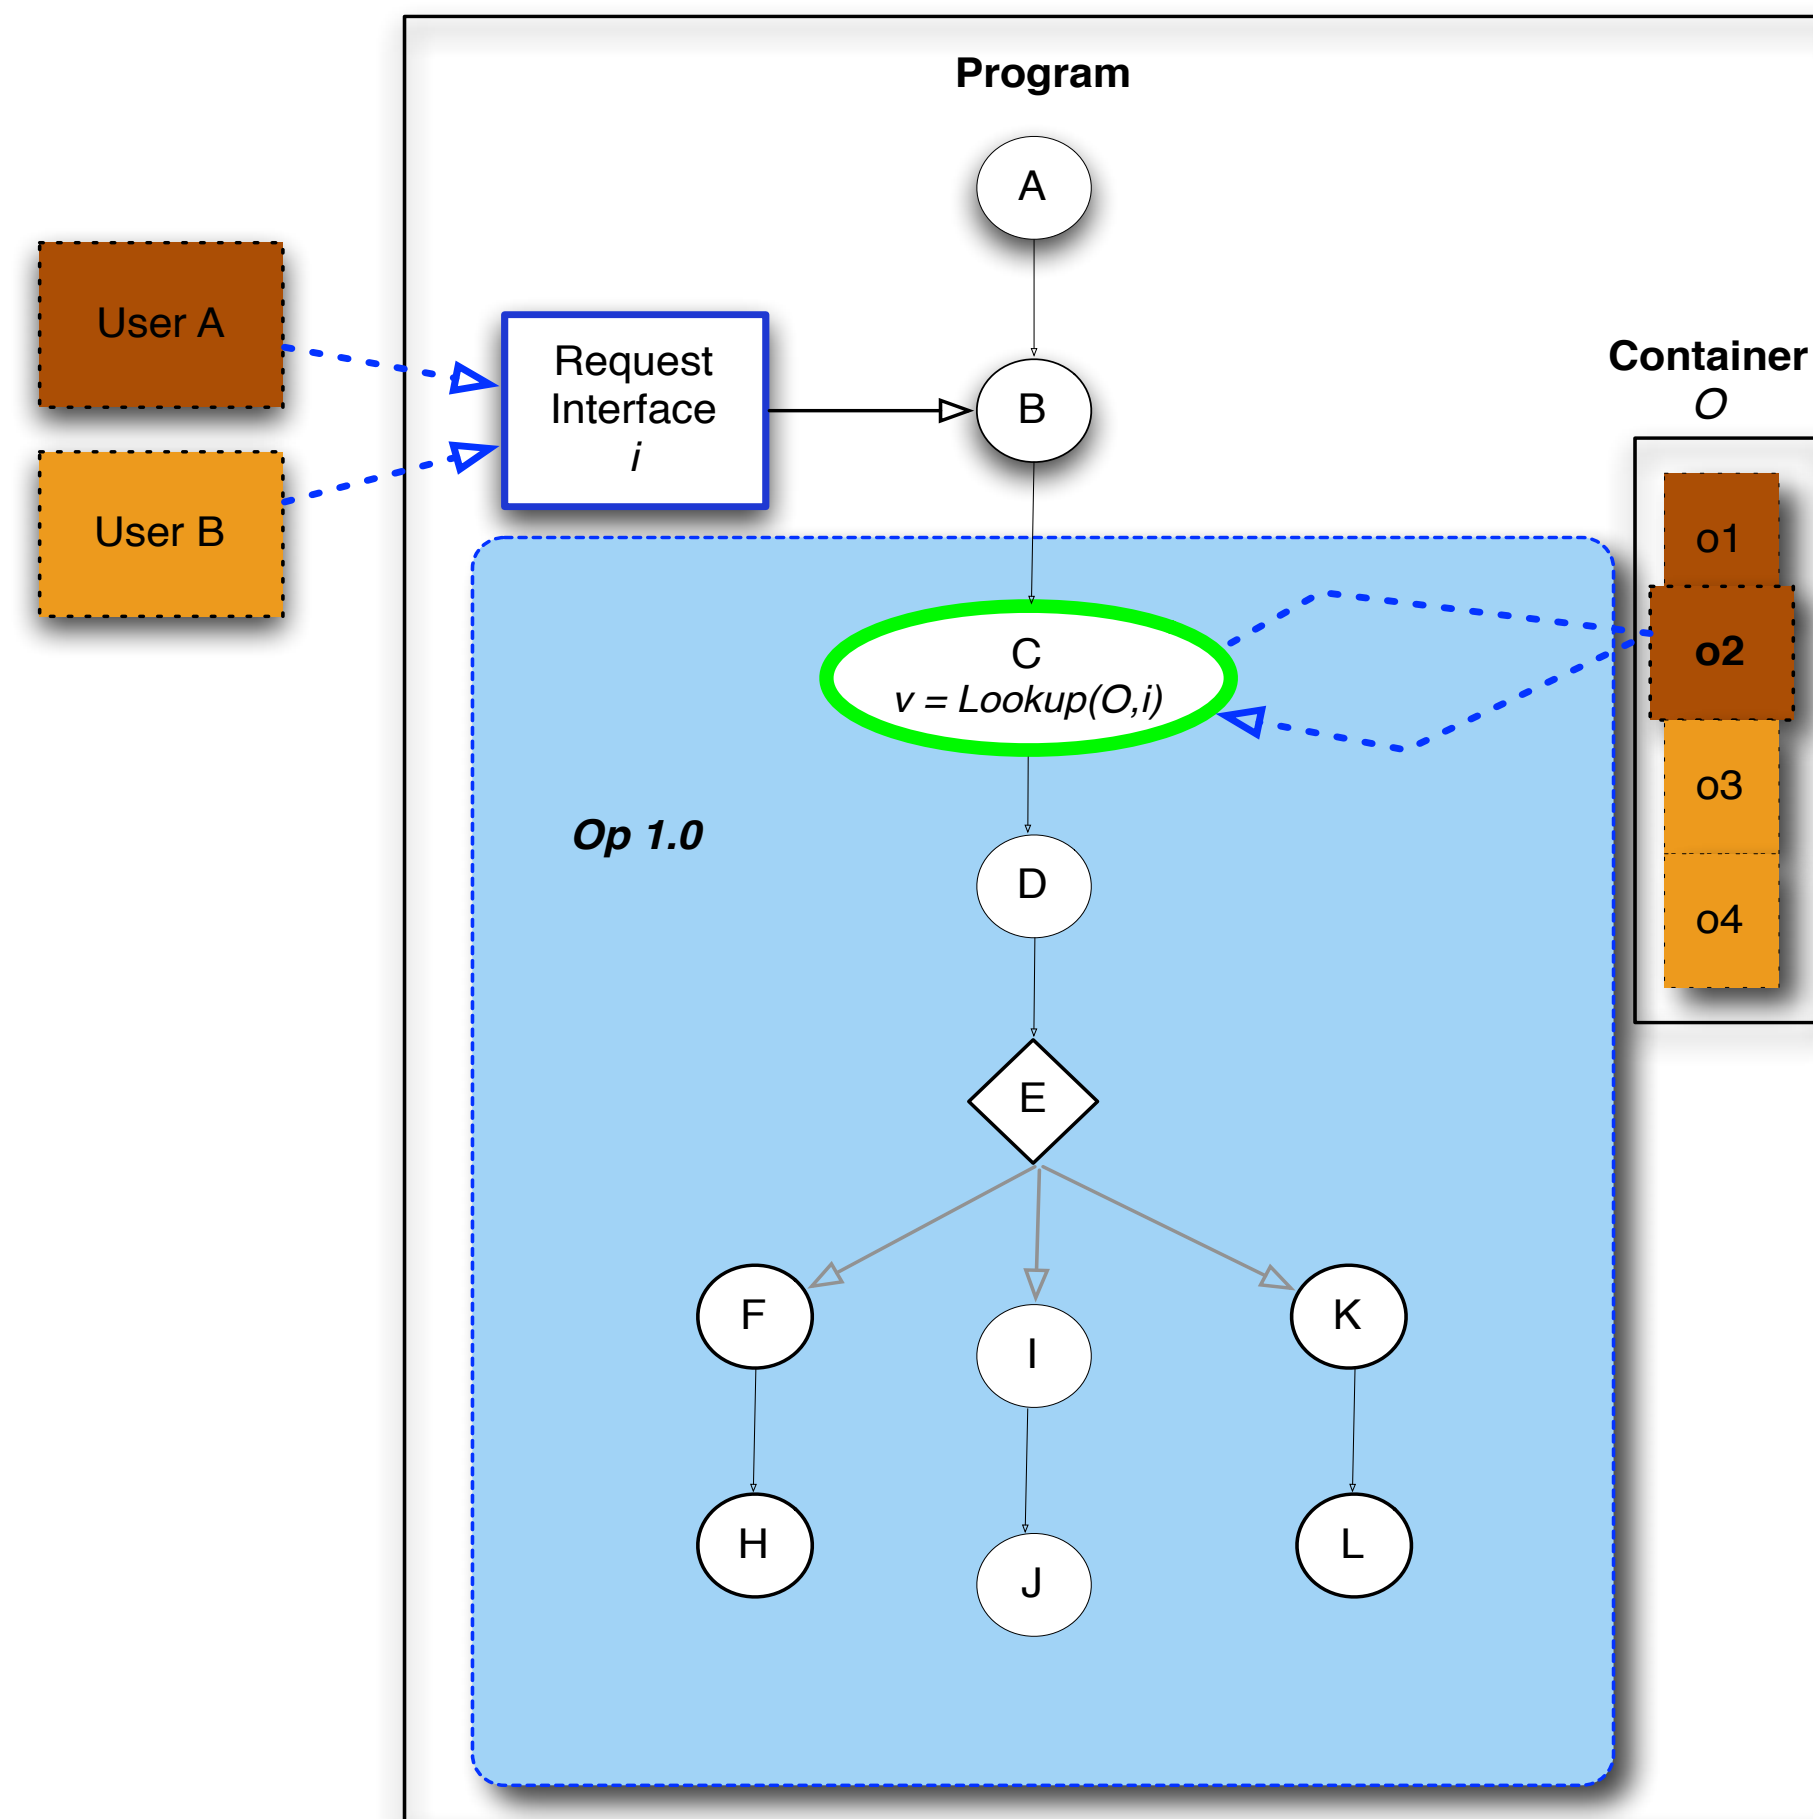 Program
A
User A
Request
Interface
i
B
User B
Container
O
o1
o2
o3
o4
C
v = Lookup(O,i)
Op 1.0
D
E
F
I
K
H
J
L